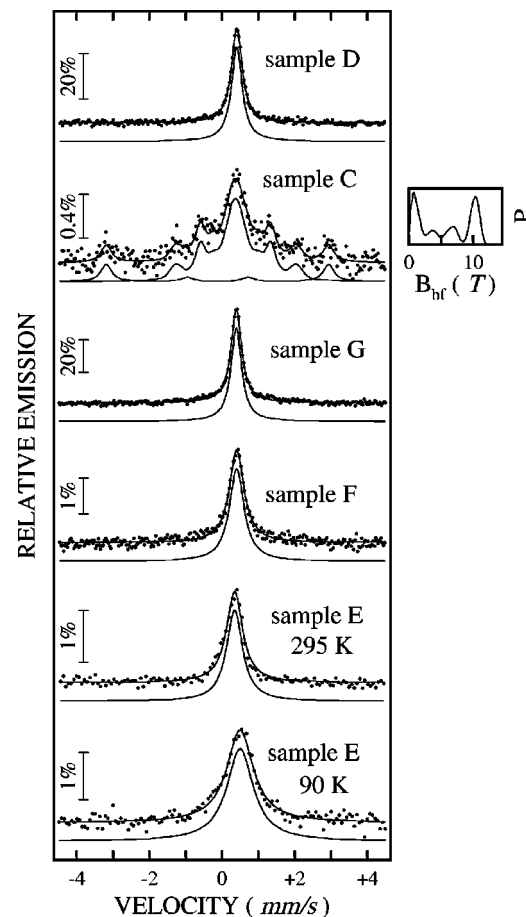 RELATIVE EMISSION
20%
sample D
0.4%
sample C
P
0 10
B_hf ( T )
20%
sample G
1%
sample F
1%
sample E
295 K
1%
sample E
90 K
-4 -2 0 +2 +4
VELOCITY ( mm/s )